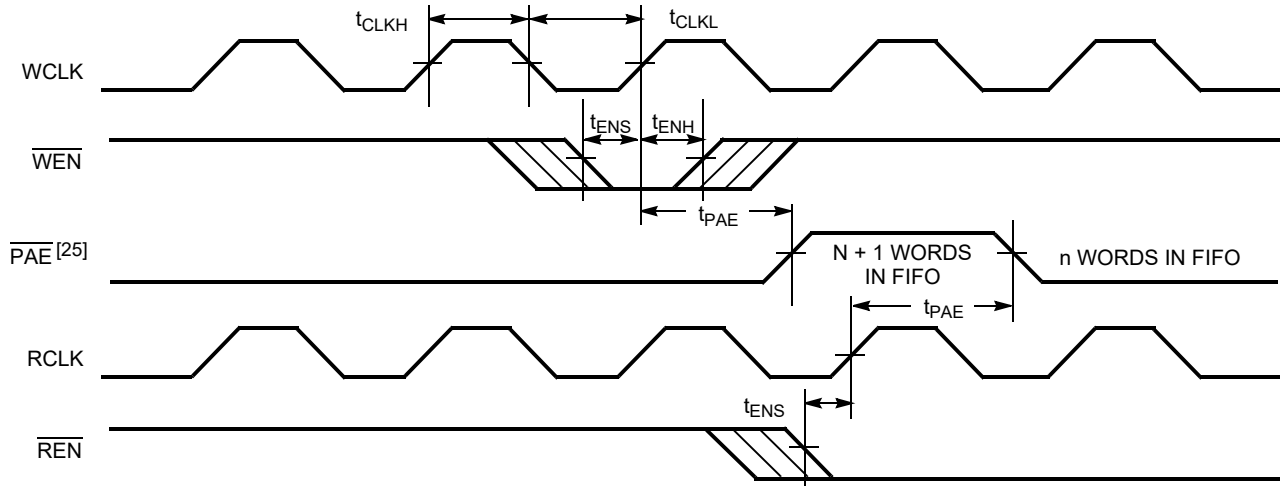 tCLKH
tCLKL
WCLK
tENS
tENH
WEN
tPAE
PAE [25]
N + 1 WORDS
IN FIFO
n WORDS IN FIFO
tPAE
RCLK
tENS
REN